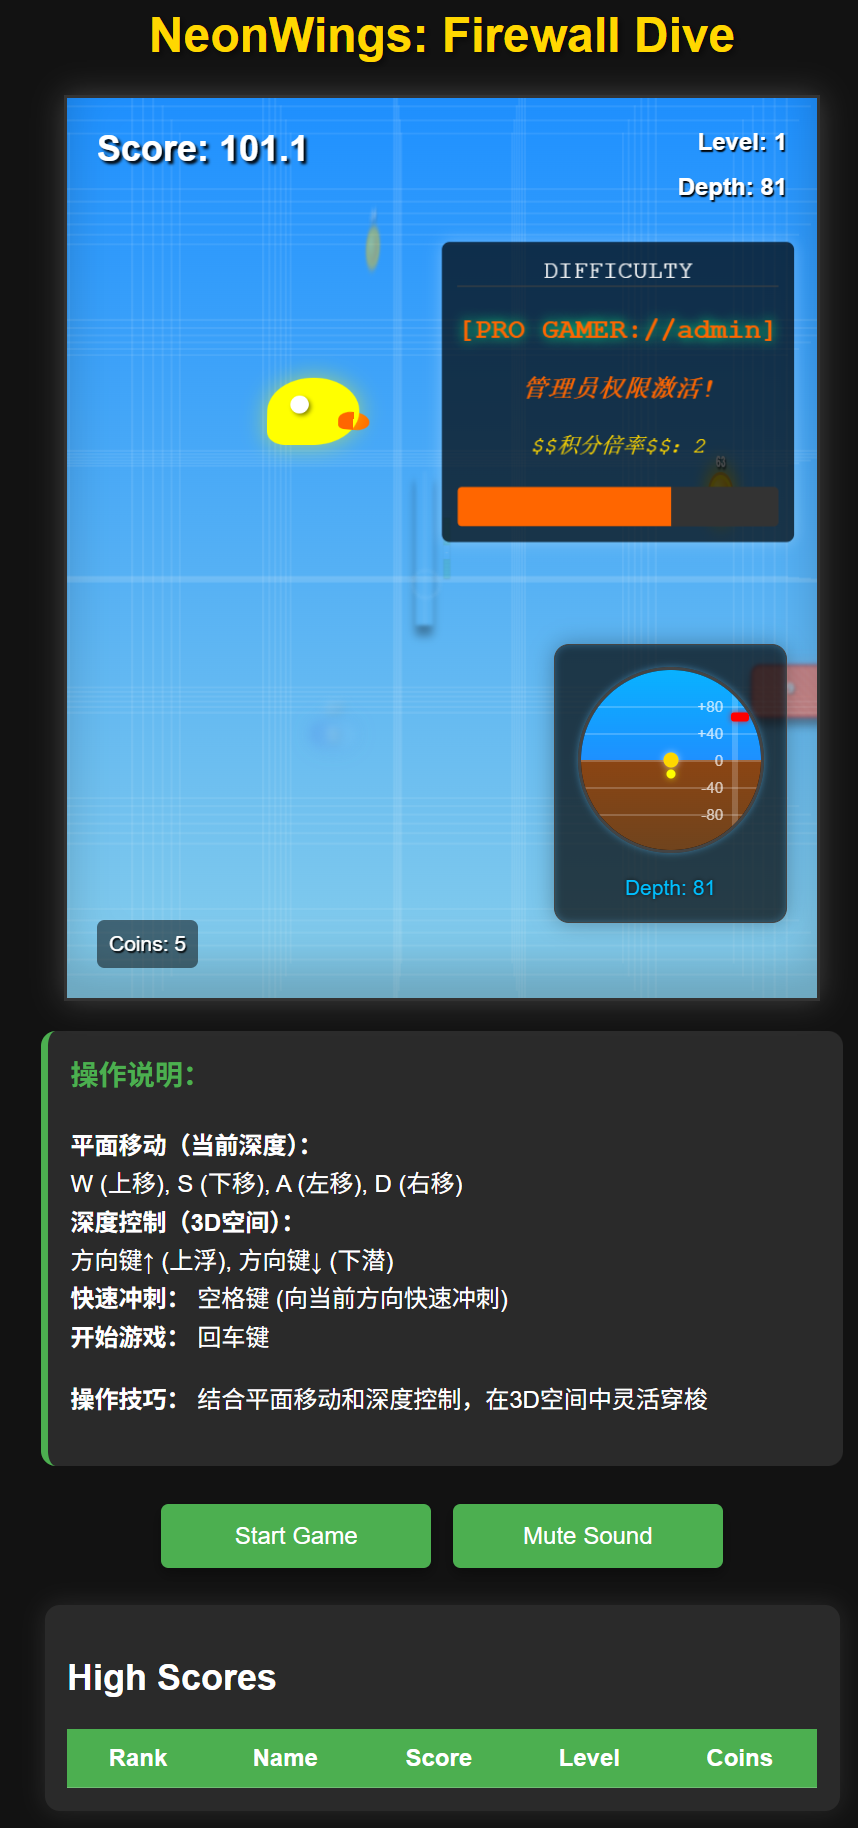 NeonWings: Firewall Dive
Score: 101.1
Level: 1
Depth: 81
DIFFICULTY
[PRO GAMER://admin]
管理员权限激活!
$$积分倍率$$: 2
63
+80
+40
0
-40
-80
Depth: 81
Coins: 5
操作说明：
平面移动（当前深度）：
W (上移), S (下移), A (左移), D (右移)
深度控制（3D空间）：
方向键↑ (上浮), 方向键↓ (下潜)
快速冲刺： 空格键 (向当前方向快速冲刺)
开始游戏： 回车键
操作技巧： 结合平面移动和深度控制，在3D空间中灵活穿梭
Start Game
Mute Sound
High Scores
Rank Name Score Level Coins